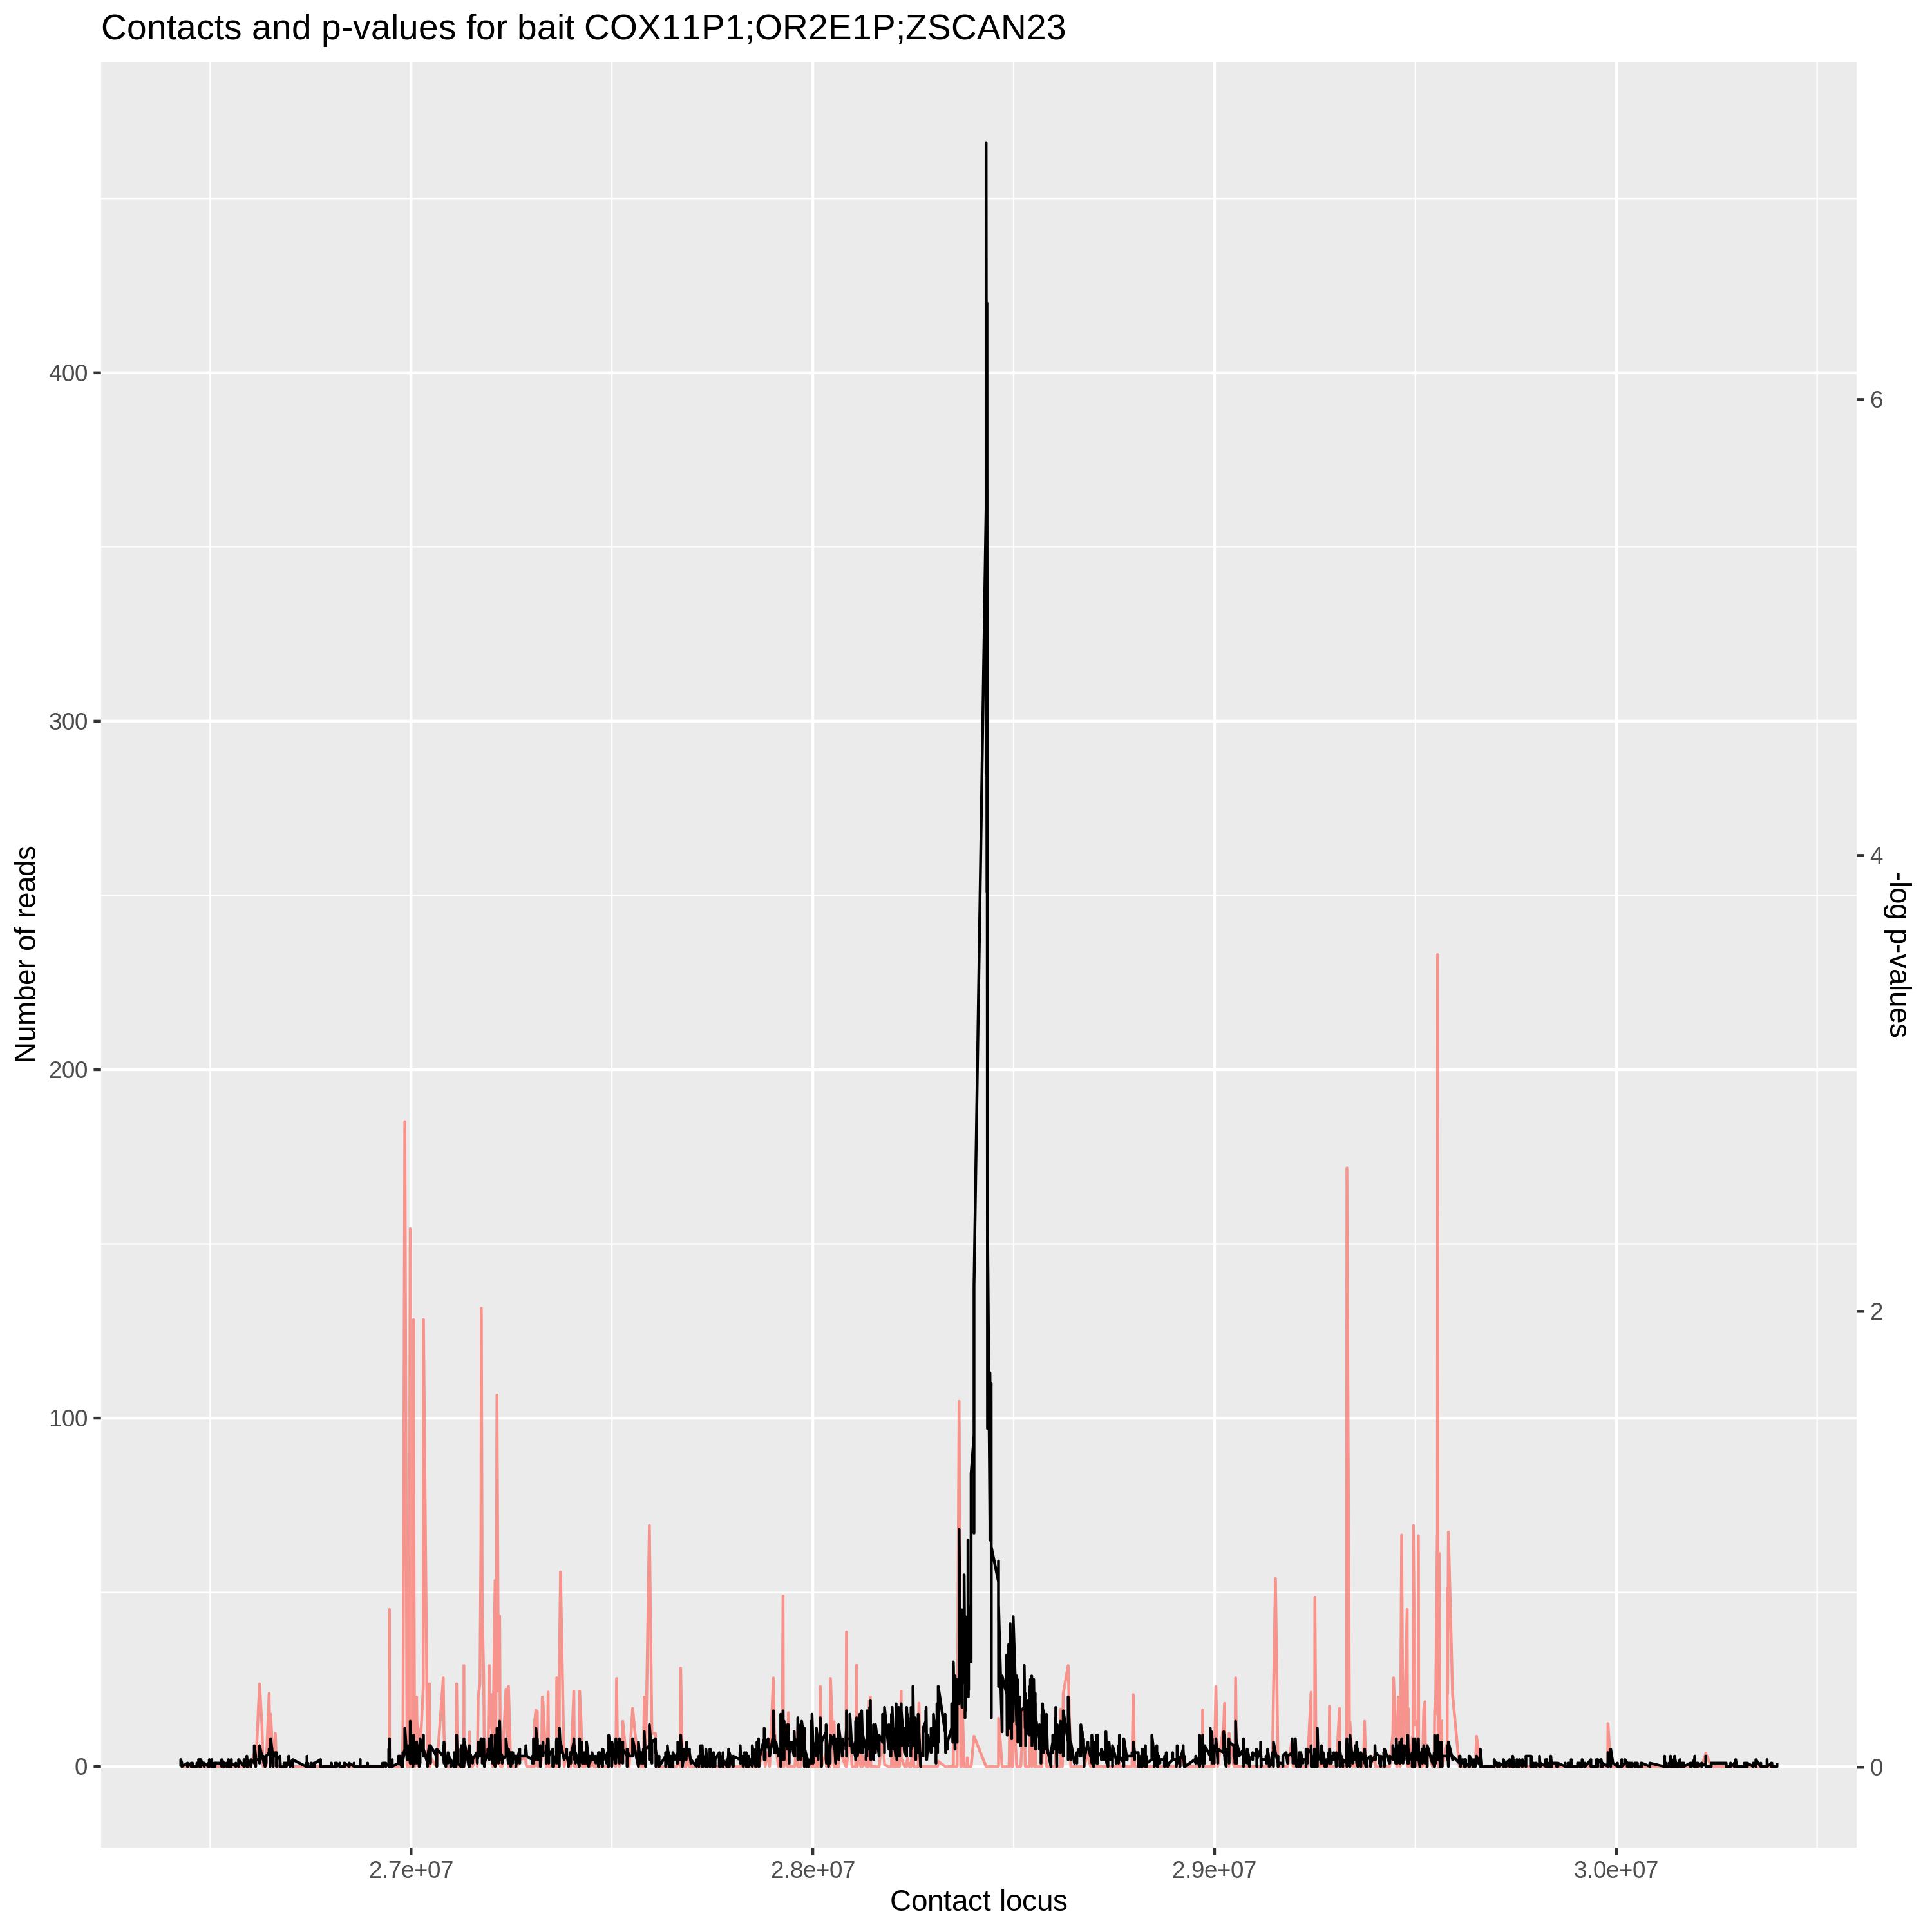 Contacts and p-values for bait COX11P1;OR2E1P;ZSCAN23
400
300
200
100
0
Number of reads
6
4
2
0
-log p-values
2.7e+07
2.8e+07
2.9e+07
3.0e+07
Contact locus